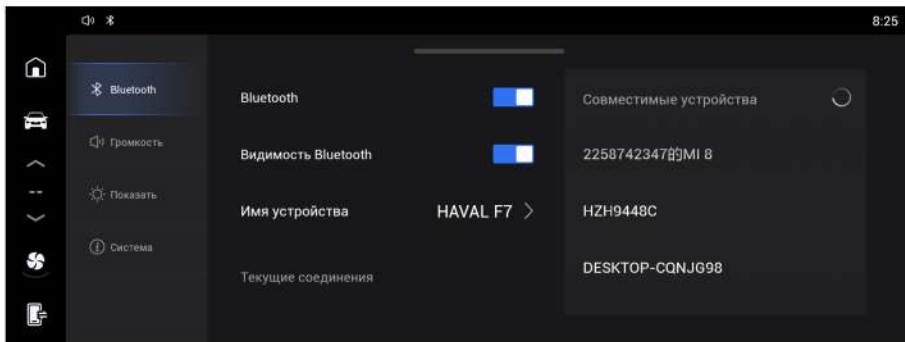 8:25
Bluetooth
Громкость
Показать
Система
Bluetooth
Видимость Bluetooth
Имя устройства HAVAL F7
Текущие соединения
Совместимые устройства
2258742347的MI 8
HZH9448C
DESKTOP-CQNJG98
--